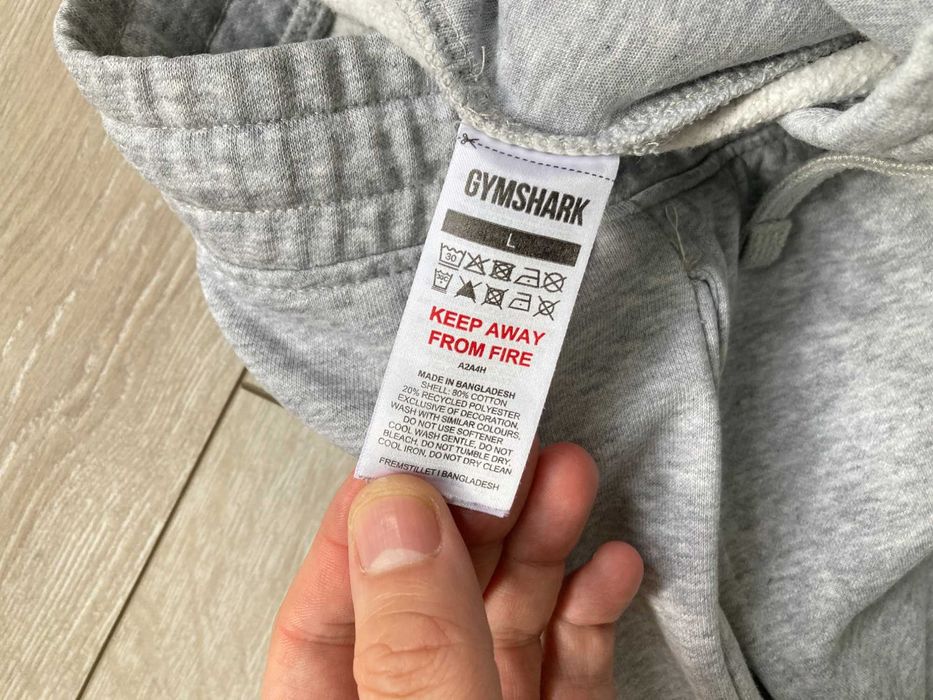 GYMSHARK
L
30
30°
KEEP AWAY
FROM FIRE
A2A4H
MADE IN BANGLADESH
SHELL: 80% COTTON
20% RECYCLED POLYESTER
EXCLUSIVE OF DECORATION.
WASH WITH SIMILAR COLOURS,
DO NOT USE SOFTENER
COOL WASH GENTLE, DO NOT
BLEACH, DO NOT TUMBLE DRY,
COOL IRON, DO NOT DRY CLEAN
FREMSTILLET I BANGLADESH